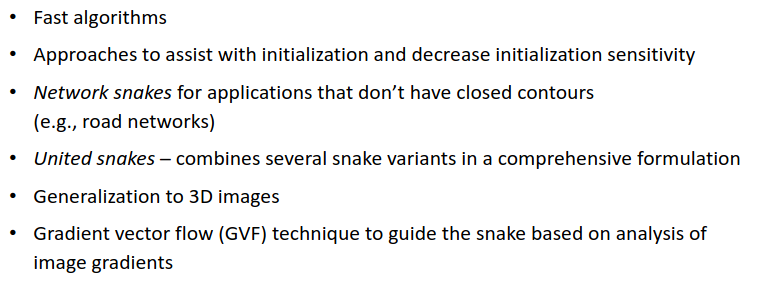 • Fast algorithms
• Approaches to assist with initialization and decrease initialization sensitivity
• Network snakes for applications that don’t have closed contours
(e.g., road networks)
• United snakes – combines several snake variants in a comprehensive formulation
• Generalization to 3D images
• Gradient vector flow (GVF) technique to guide the snake based on analysis of
image gradients